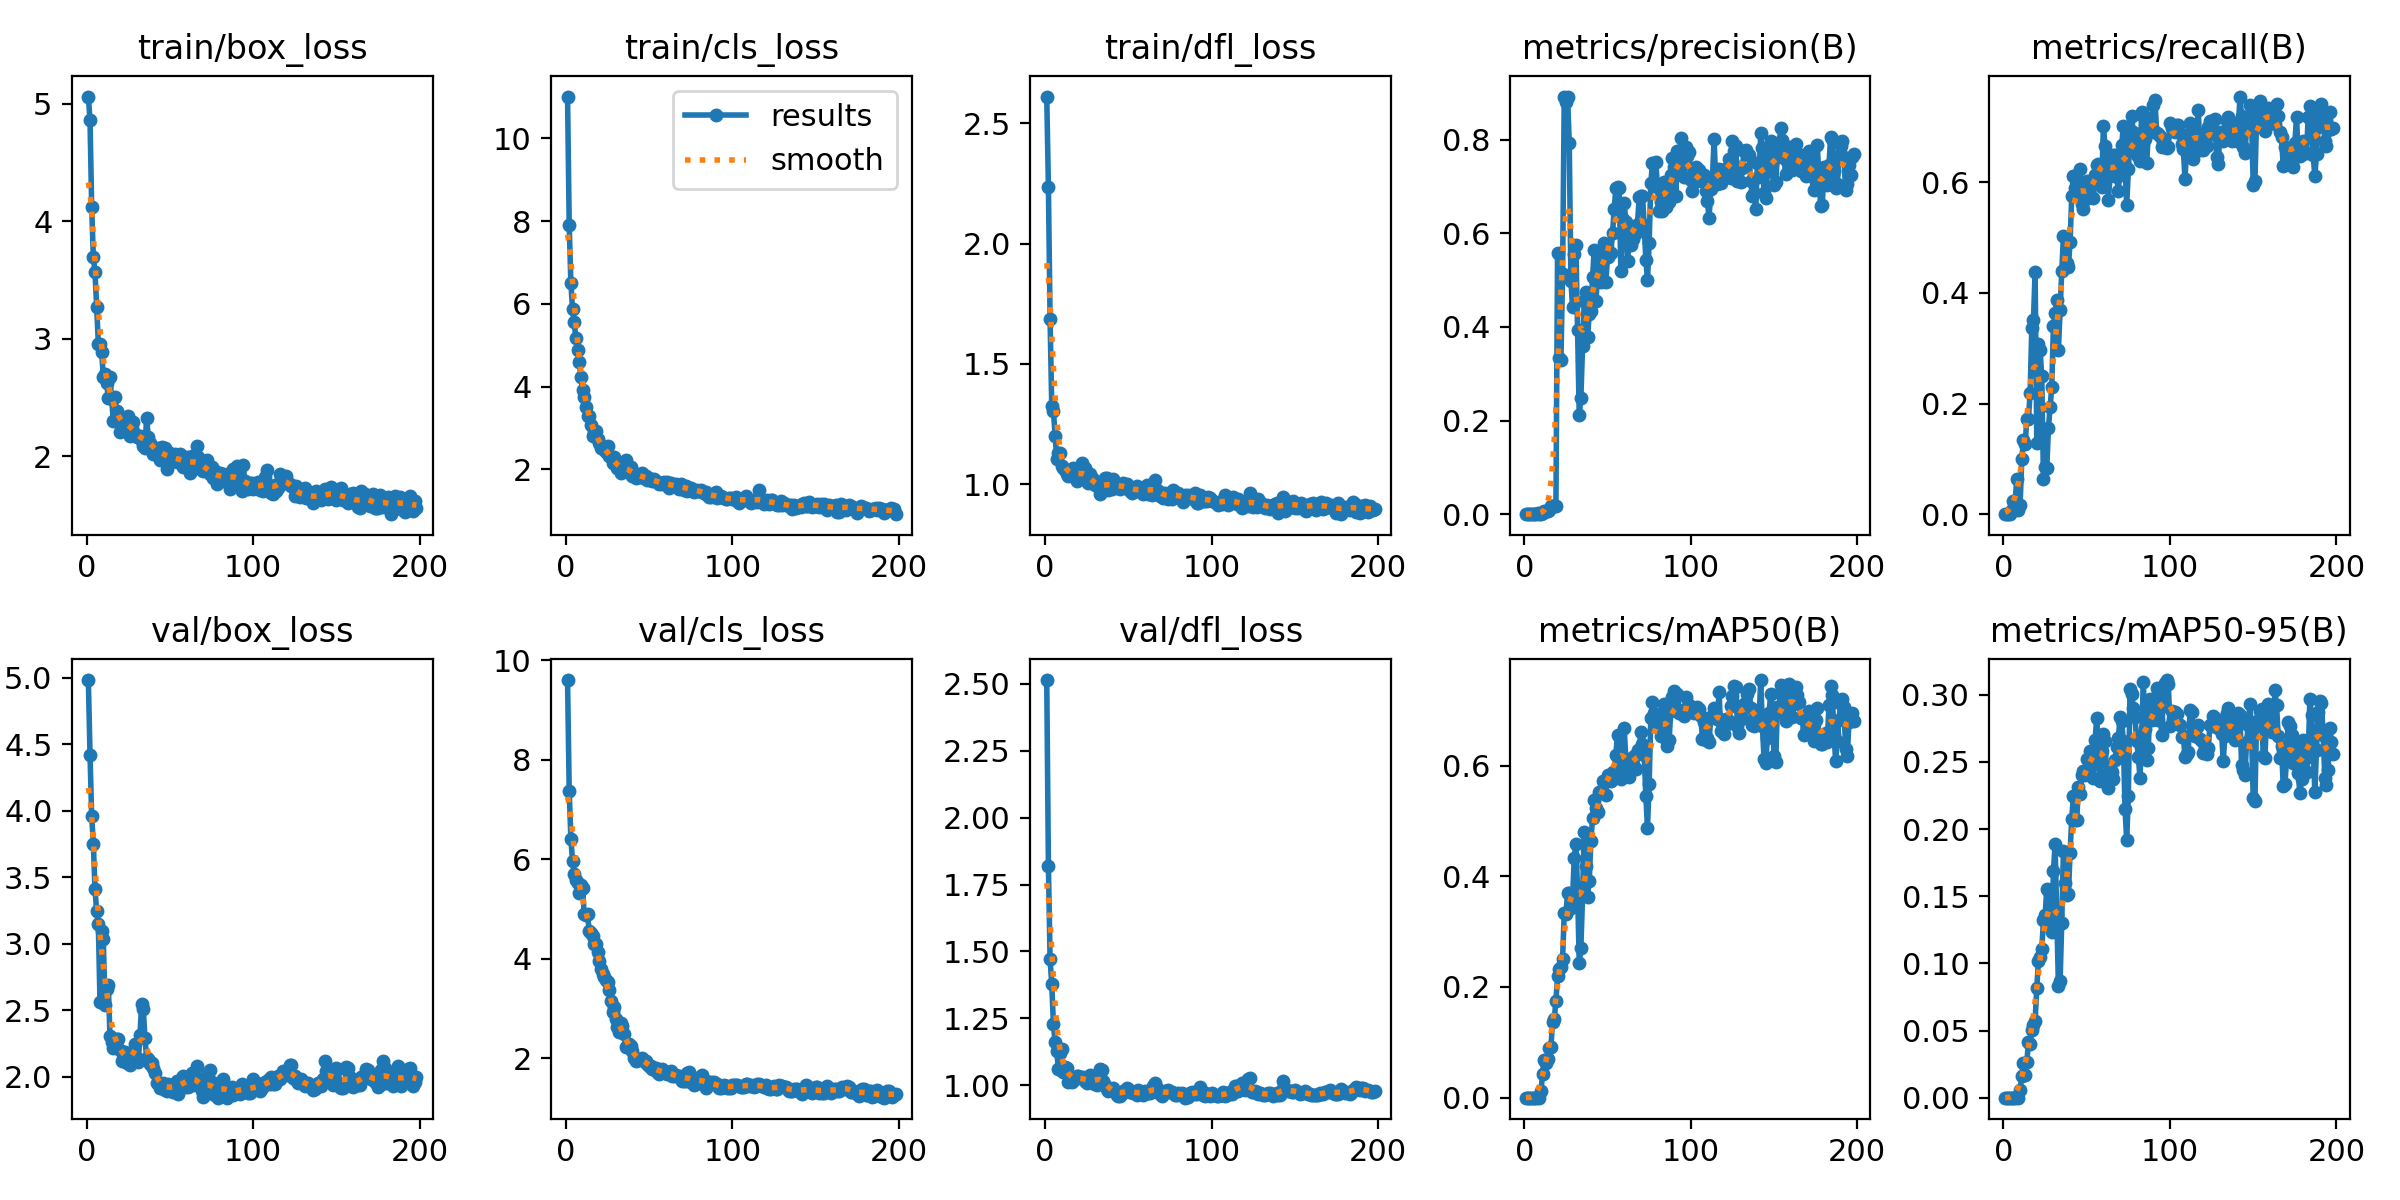 train/box_loss
5
4
3
2
0 100 200
train/cls_loss
results
smooth
10
8
6
4
2
0 100 200
train/dfl_loss
2.5
2.0
1.5
1.0
0 100 200
metrics/precision(B)
0.8
0.6
0.4
0.2
0.0
0 100 200
metrics/recall(B)
0.6
0.4
0.2
0.0
0 100 200
val/box_loss
5.0
4.5
4.0
3.5
3.0
2.5
2.0
0 100 200
val/cls_loss
10
8
6
4
2
0 100 200
val/dfl_loss
2.50
2.25
2.00
1.75
1.50
1.25
1.00
0 100 200
metrics/mAP50(B)
0.6
0.4
0.2
0.0
0 100 200
metrics/mAP50-95(B)
0.30
0.25
0.20
0.15
0.10
0.05
0.00
0 100 200